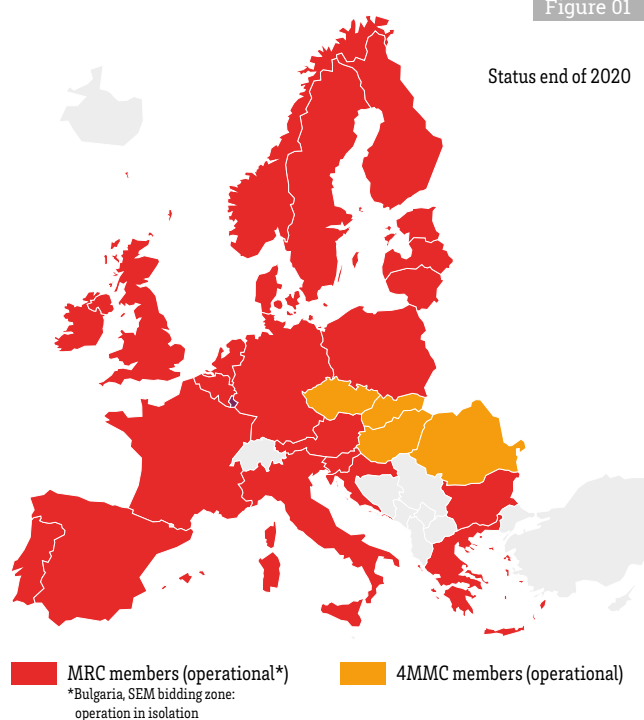 Figure 01
Status end of 2020
MRC members (operational*)
*Bulgaria, SEM bidding zone:
operation in isolation
4MMC members (operational)